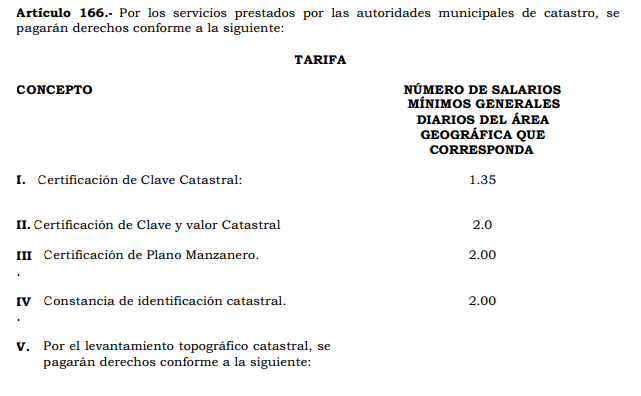 Artículo 166.- Por los servicios prestados por las autoridades municipales de catastro, se
pagarán derechos conforme a la siguiente:
TARIFA
CONCEPTO
NÚMERO DE SALARIOS
MÍNIMOS GENERALES
DIARIOS DEL ÁREA
GEOGRÁFICA QUE
CORRESPONDA
I. Certificación de Clave Catastral: 1.35
II. Certificación de Clave y valor Catastral 2.0
III Certificación de Plano Manzanero. 2.00
.
IV Constancia de identificación catastral. 2.00
.
V. Por el levantamiento topográfico catastral, se
pagarán derechos conforme a la siguiente: